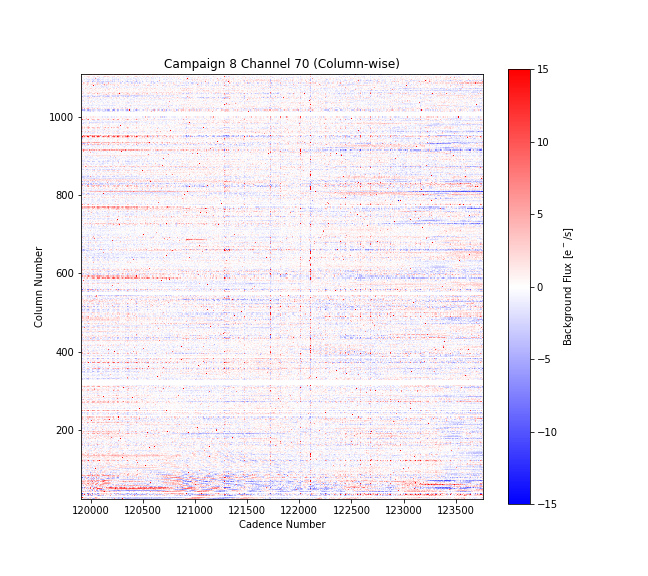 Campaign 8 Channel 70 (Column-wise)
1000
800
600
400
200
Column Number
120000 120500 121000 121500 122000 122500 123000 123500
Cadence Number
15
10
5
0
−5
−10
−15
Background Flux [e⁻/s]